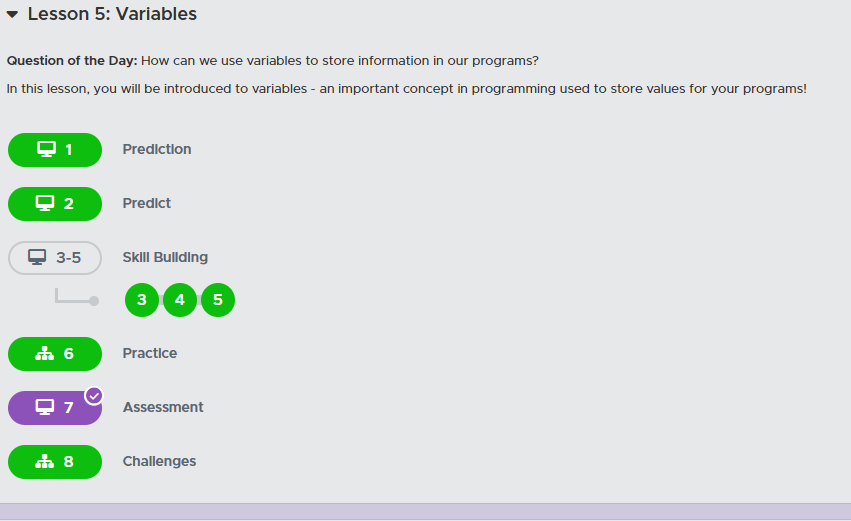 Lesson 5: Variables
Question of the Day: How can we use variables to store information in our programs?
In this lesson, you will be introduced to variables - an important concept in programming used to store values for your programs!
1 Prediction
2 Predict
3-5 Skill Building
3 4 5
6 Practice
7 Assessment
8 Challenges